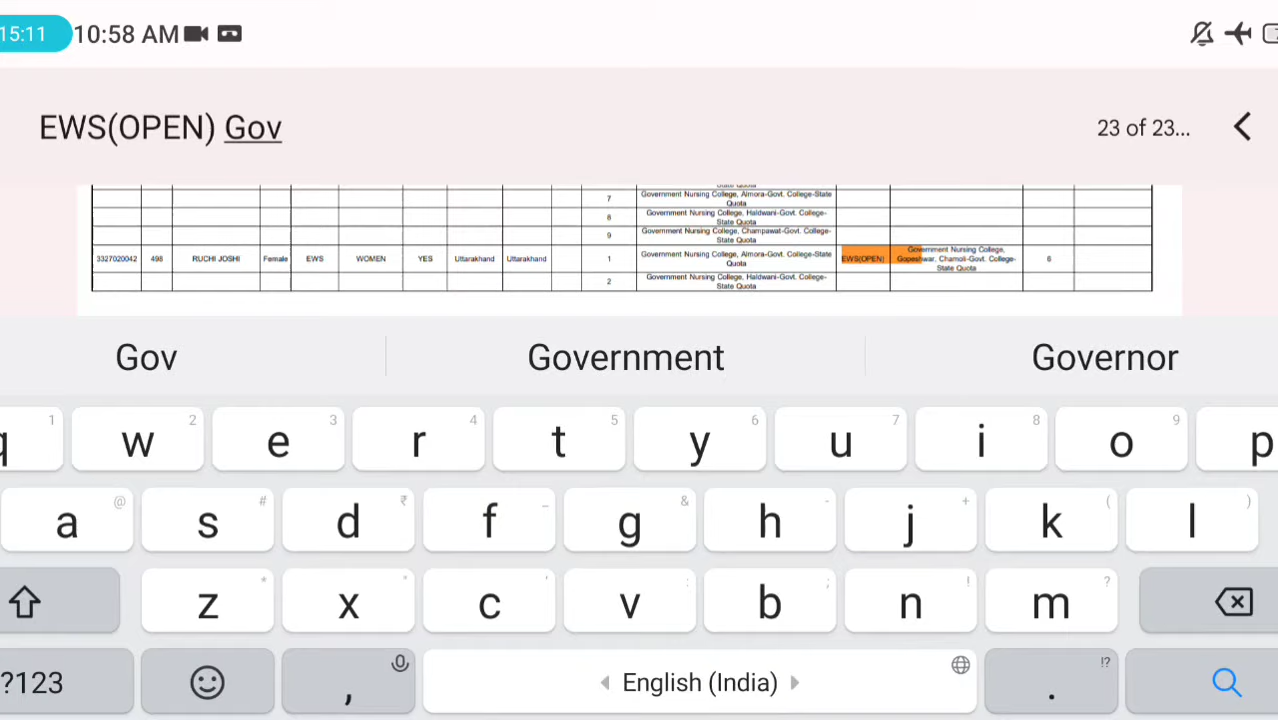 15:11 10:58 AM
EWS(OPEN) Gov 23 of 23...
State Quota
7 Government Nursing College, Almora-Govt. College-State Quota
8 Government Nursing College, Haldwani-Govt. College-State Quota
9 Government Nursing College, Champawat-Govt. College-State Quota
3327020042 498 RUCHI JOSHI Female EWS WOMEN YES Uttarakhand Uttarakhand 1 Government Nursing College, Almora-Govt. College-State Quota EWS(OPEN) Government Nursing College, Gopeshwar, Chamoli-Govt. College-State Quota 6
2 Government Nursing College, Haldwani-Govt. College-State Quota
Gov Government Governor
q 1 w 2 e 3 r 4 t 5 y 6 u 7 i 8 o 9 p
a @ s # d ₹ f _ g & h - j + k ( l )
z * x " c ' v : b ; n ! m ?
?123 , English (India) . !?